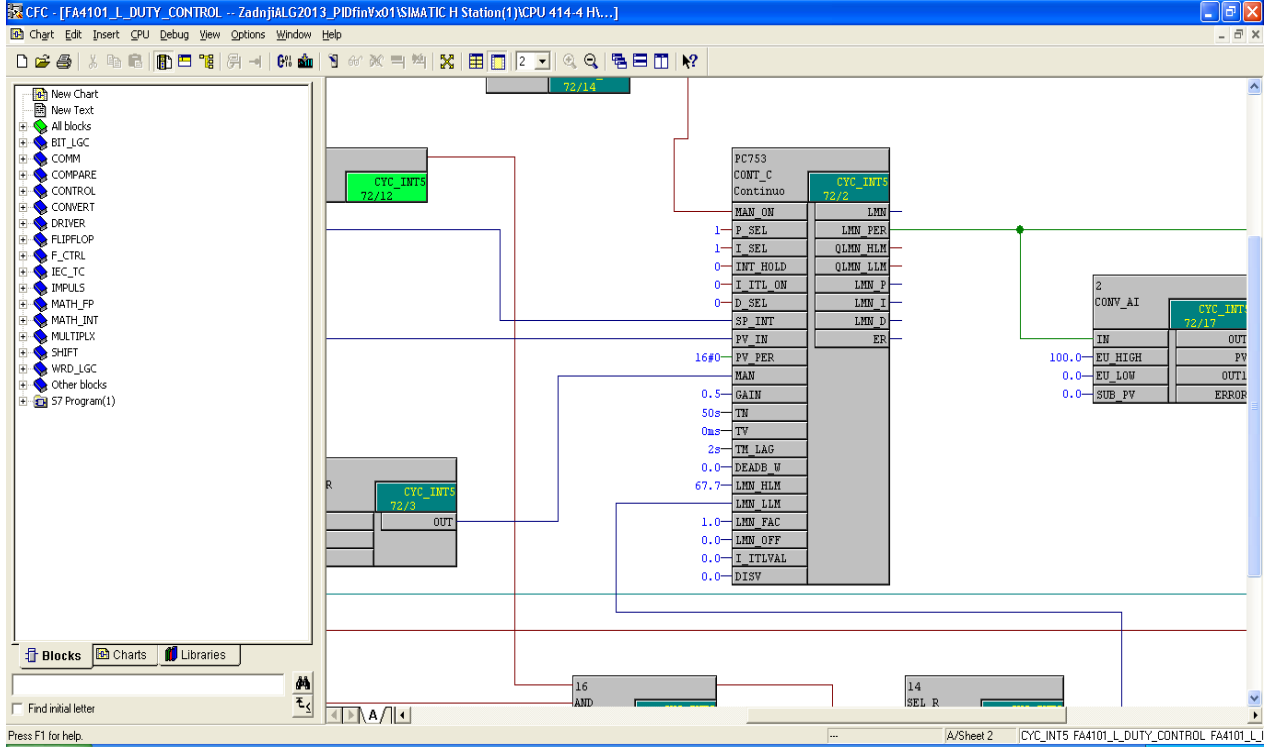 CFC - [FA4101_L_DUTY_CONTROL -- ZadnjiALG2013_PIDfin¥x01\SIMATIC H Station(1)\CPU 414-4 H\...]
Chart Edit Insert CPU Debug View Options Window Help
2
New Chart
New Text
All blocks
BIT_LGC
COMM
COMPARE
CONTROL
CONVERT
DRIVER
FLIPFLOP
F_CTRL
IEC_TC
IMPULS
MATH_FP
MATH_INT
MULTIPLX
SHIFT
WRD_LGC
Other blocks
S7 Program(1)
Blocks
Charts
Libraries
Find initial letter
72/14
CYC_INT5
72/12
PC753
CONT_C
Continuo
CYC_INT5
72/2
MAN_ON LMN
1 P_SEL LMN_PER
1 I_SEL QLMN_HLM
0 INT_HOLD QLMN_LLM
0 I_ITL_ON LMN_P
0 D_SEL LMN_I
SP_INT LMN_D
PV_IN ER
16#0 PV_PER
MAN
0.5 GAIN
50s TN
0ms TV
2s TM_LAG
0.0 DEADB_W
67.7 LMN_HLM
LMN_LLM
1.0 LMN_FAC
0.0 LMN_OFF
0.0 I_ITLVAL
0.0 DISV
2
CONV_AI
CYC_INT5
72/17
IN OUT
100.0 EU_HIGH PV
0.0 EU_LOW OUT1
0.0 SUB_PV ERROR
R
CYC_INT5
72/3
OUT
16
AND
14
SEL_R
A
Press F1 for help.
---
A/Sheet 2
CYC_INT5 FA4101_L_DUTY_CONTROL FA4101_L_